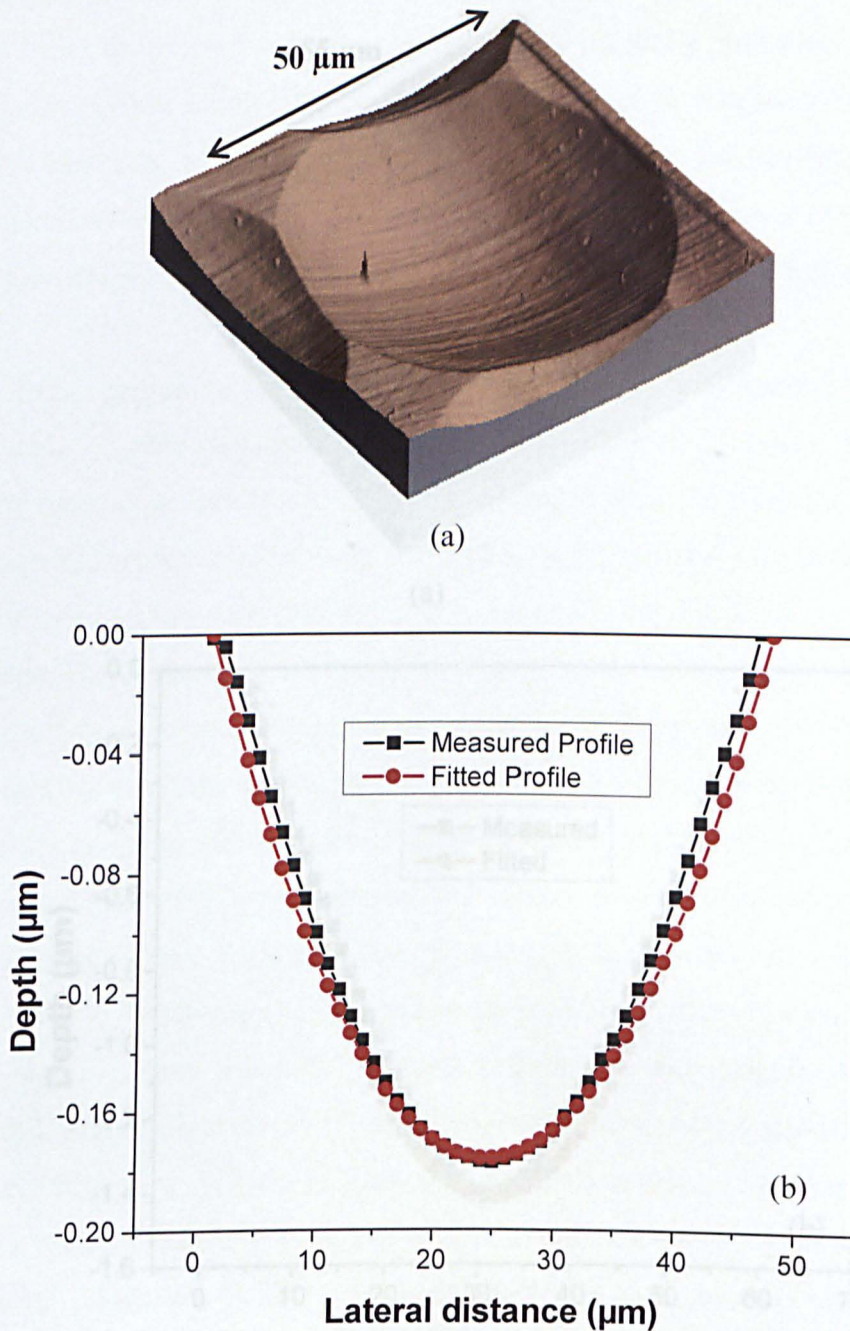 50 µm
(a)
0.00
-0.04
-0.08
-0.12
-0.16
-0.20
Depth (µm)
Measured Profile
Fitted Profile
(b)
0
10
20
30
40
50
Lateral distance (µm)